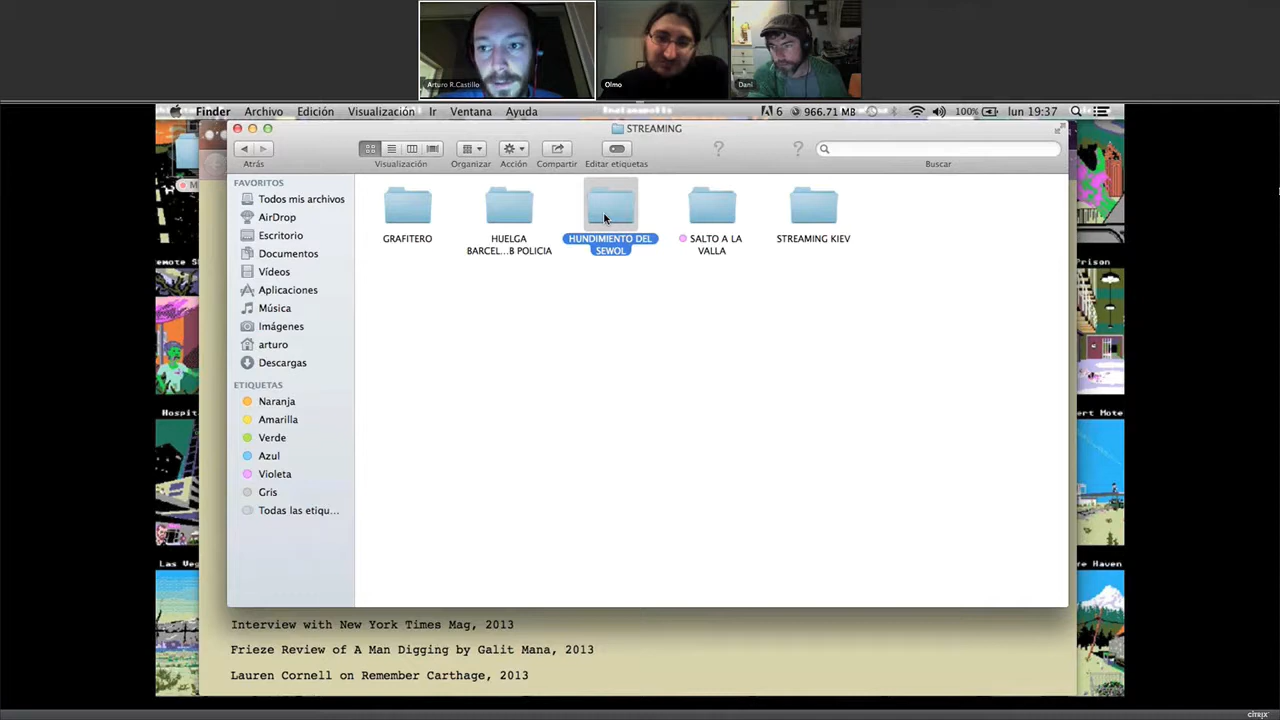 Arturo R.Castillo
Olmo
Dani
Finder Archivo Edición Visualización Ir Ventana Ayuda
6 966.71 MB 100% lun 19:37
STREAMING
Atrás Visualización Organizar Acción Compartir Editar etiquetas Buscar
FAVORITOS
Todos mis archivos
AirDrop
Escritorio
Documentos
Vídeos
Aplicaciones
Música
Imágenes
arturo
Descargas
ETIQUETAS
Naranja
Amarilla
Verde
Azul
Violeta
Gris
Todas las etiqu...
GRAFITERO
HUELGA
BARCEL...B POLICIA
HUNDIMIENTO DEL
SEWOL
SALTO A LA
VALLA
STREAMING KIEV
emote S
Prison
Hospit
ert Mote
Las Ve
e Haven
Interview with New York Times Mag, 2013
Frieze Review of A Man Digging by Galit Mana, 2013
Lauren Cornell on Remember Carthage, 2013
CITRIX